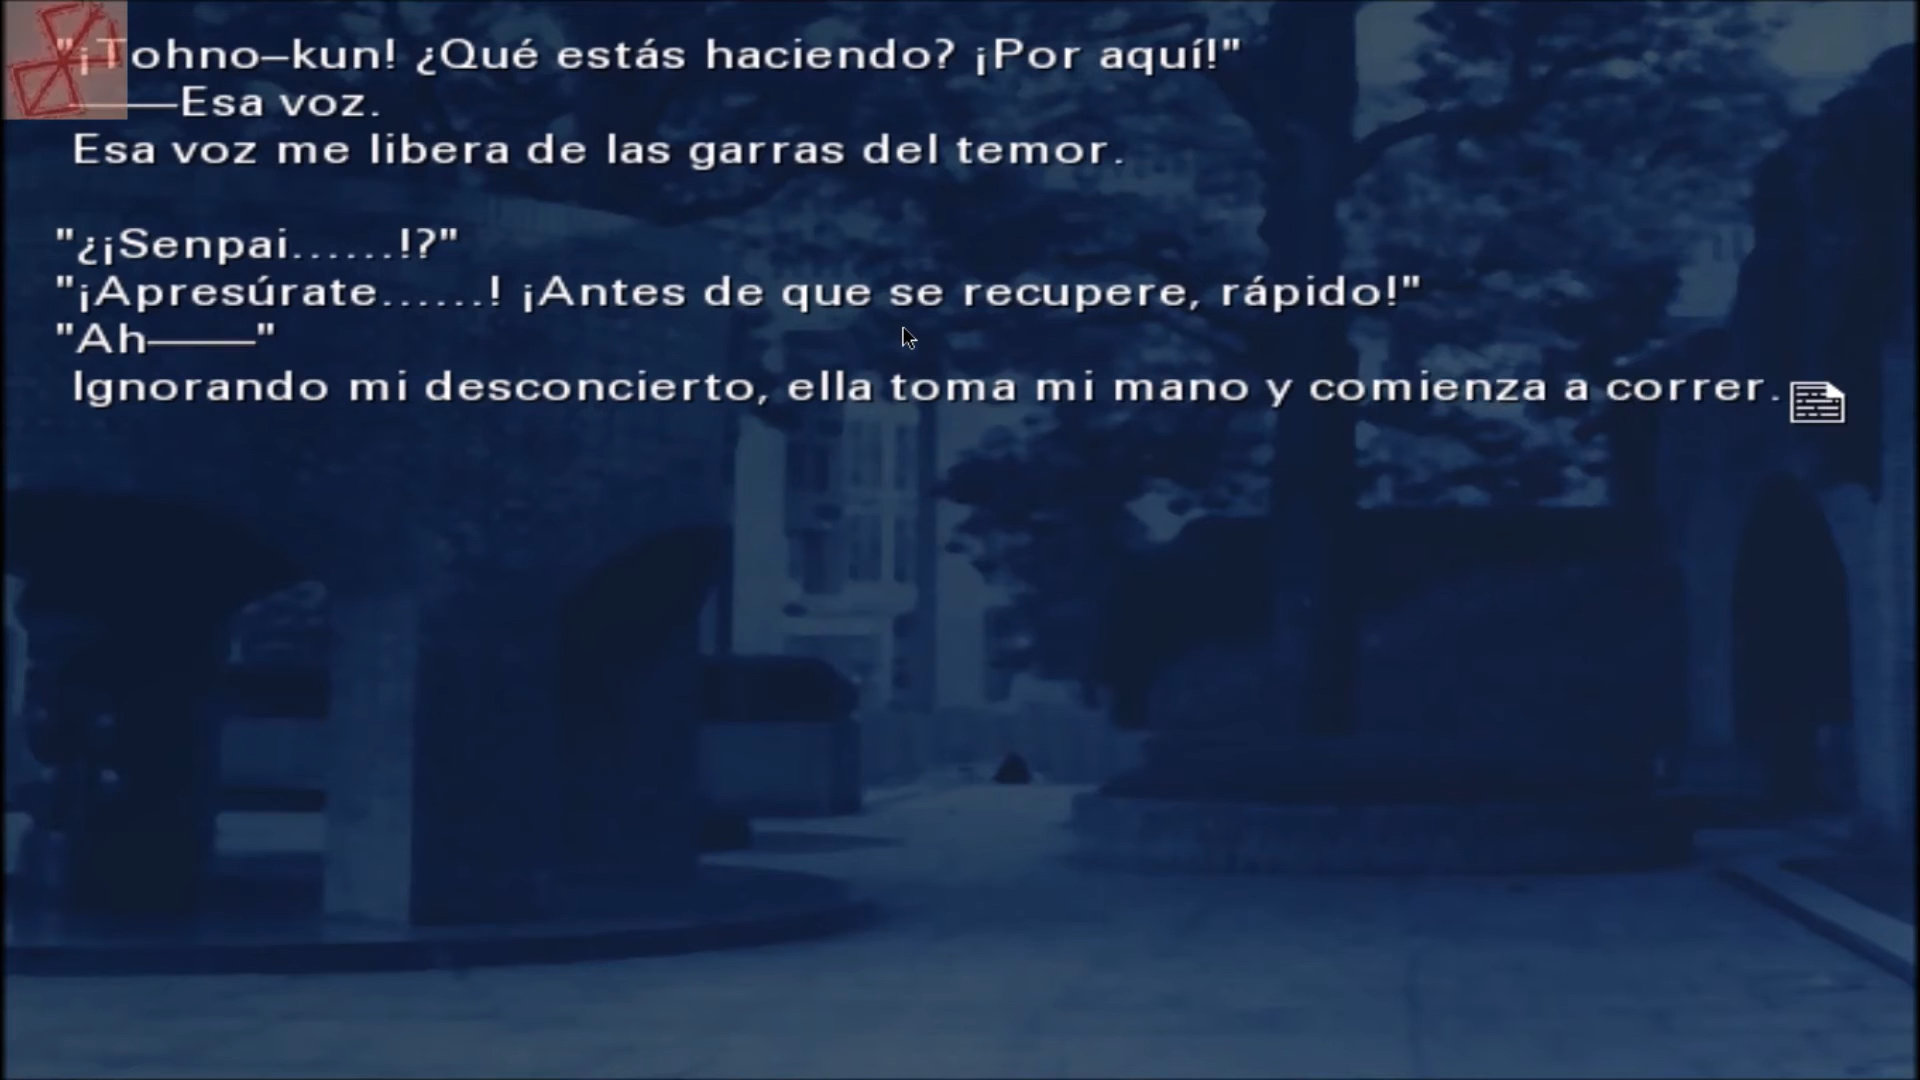 "¡Tohno–kun! ¿Qué estás haciendo? ¡Por aquí!"
———Esa voz.
Esa voz me libera de las garras del temor.
"¿¡Senpai......!?"
"¡Apresúrate......! ¡Antes de que se recupere, rápido!"
"Ah———"
Ignorando mi desconcierto, ella toma mi mano y comienza a correr.